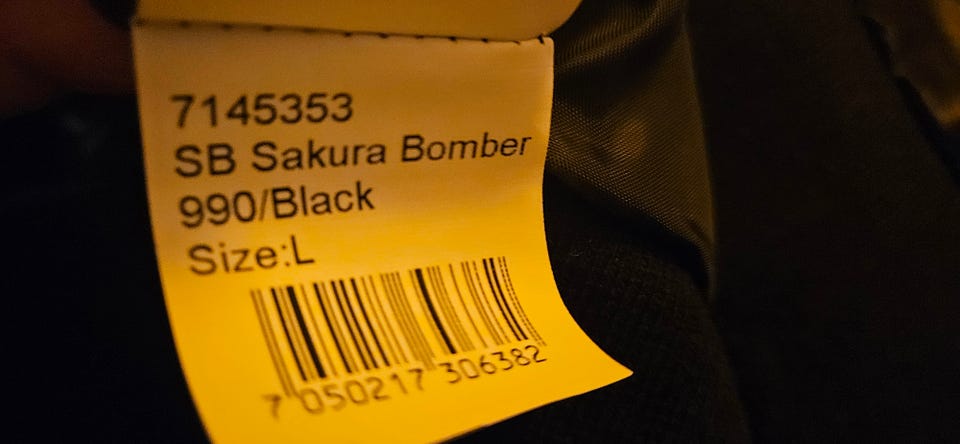 7145353
SB Sakura Bomber
990/Black
Size:L
7 050217 306382